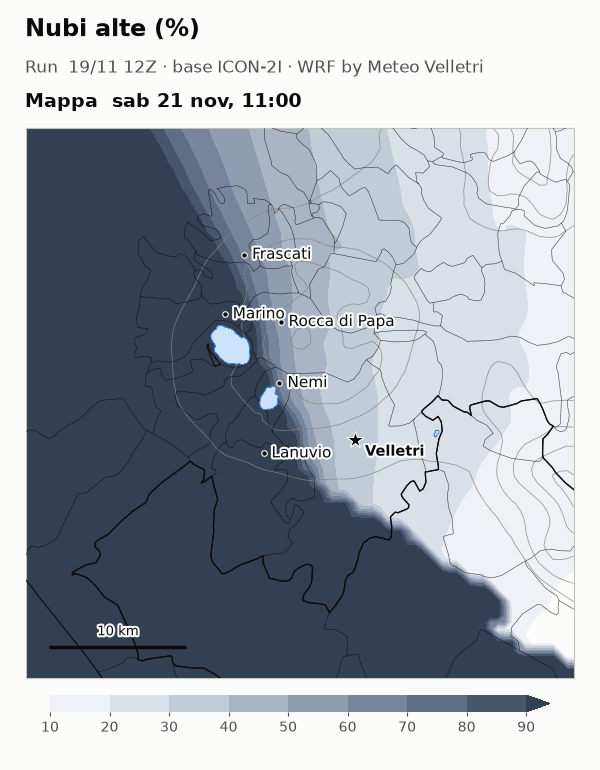 Nubi alte (%)
Run  19/11 12Z · base ICON-2I · WRF by Meteo Velletri
Mappa  sab 21 nov, 11:00
Frascati
Marino
Rocca di Papa
Nemi
Velletri
Lanuvio
10 km
10 20 30 40 50 60 70 80 90